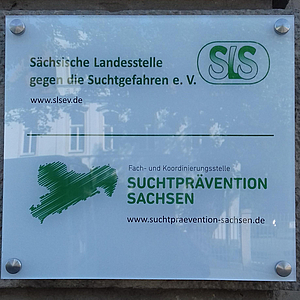 Sächsische Landesstelle
gegen die Suchtgefahren e. V.
SLS
www.slsev.de
Fach- und Koordinierungsstelle
SUCHTPRÄVENTION
SACHSEN
www.suchtpraevention-sachsen.de